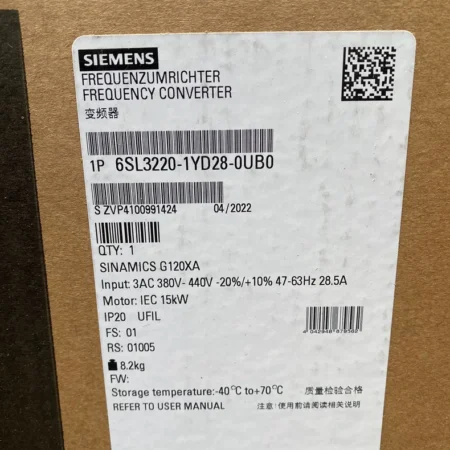 SIEMENS
FREQUENZUMRICHTER
FREQUENCY CONVERTER
变频器
1P 6SL3220-1YD28-0UB0
S ZVP4100991424 04/2022
QTY: 1
SINAMICS G120XA
Input: 3AC 380V- 440V -20%/+10% 47-63Hz 28.5A
Motor: IEC 15kW
IP20 UFIL
FS: 01
RS: 01005
8.2kg
FW:
Storage temperature:-40°C to+70°C 质量检验合格
REFER TO USER MANUAL 注意:使用前请阅读相关说明